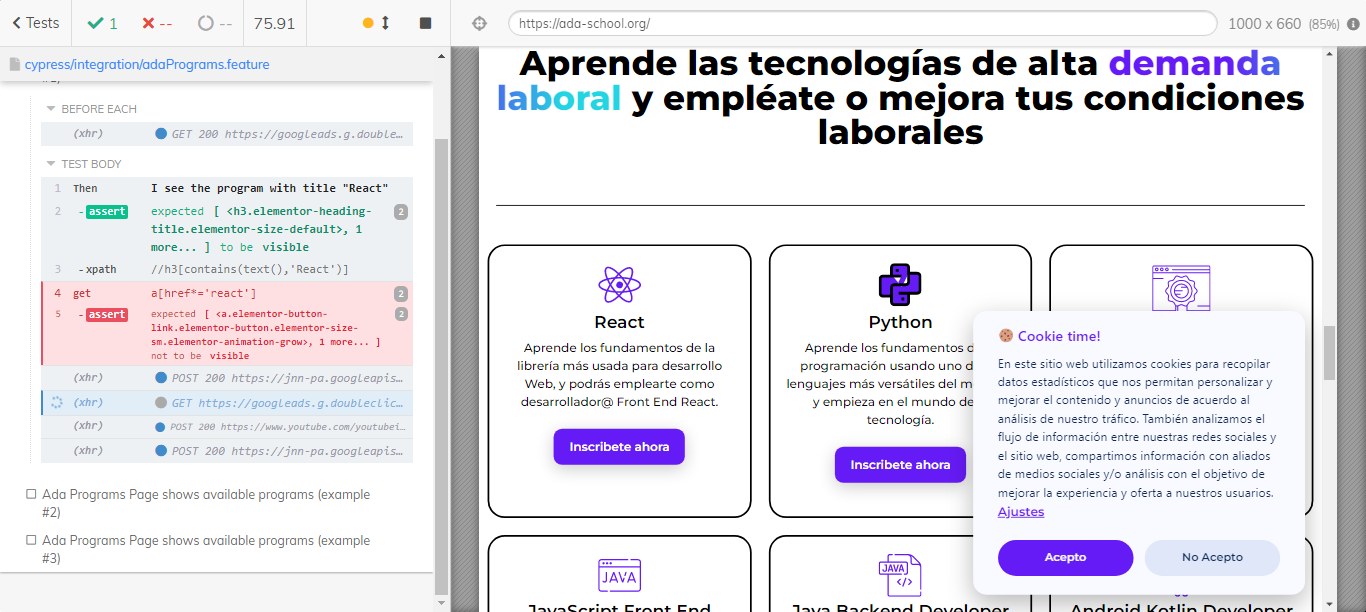 Tests
1
--
--
75.91
https://ada-school.org/
1000 x 660 (85%)
cypress/integration/adaPrograms.feature
BEFORE EACH
(xhr) GET 200 https://googleads.g.double…
TEST BODY
1 Then I see the program with title "React"
2 -assert expected [ <h3.elementor-heading- 2
title.elementor-size-default>, 1
more... ] to be visible
3 -xpath //h3[contains(text(),'React')]
4 get a[href*='react'] 2
5 -assert expected [ <a.elementor-button- 2
link.elementor-button.elementor-size-
sm.elementor-animation-grow>, 1 more... ]
not to be visible
(xhr) POST 200 https://jnn-pa.googleapis…
(xhr) GET https://googleads.g.doubleclic…
(xhr) POST 200 https://www.youtube.com/youtubei…
(xhr) POST 200 https://jnn-pa.googleapis…
Ada Programs Page shows available programs (example
#2)
Ada Programs Page shows available programs (example
#3)
Aprende las tecnologías de alta demanda
laboral y empléate o mejora tus condiciones
laborales
React
Aprende los fundamentos de la
librería más usada para desarrollo
Web, y podrás emplearte como
desarrollador@ Front End React.
Inscribete ahora
Python
Aprende los fundamentos d
programación usando uno d
lenguajes más versátiles del m
y empieza en el mundo de
tecnología.
Inscribete ahora
JAVA
JavaScript Front End
JAVA
Java Backend Developer
Android Kotlin Developer
Cookie time!
En este sitio web utilizamos cookies para recopilar
datos estadísticos que nos permitan personalizar y
mejorar el contenido y anuncios de acuerdo al
análisis de nuestro tráfico. También analizamos el
flujo de información entre nuestras redes sociales y
el sitio web, compartimos información con aliados
de medios sociales y/o análisis con el objetivo de
mejorar la experiencia y oferta a nuestros usuarios.
Ajustes
Acepto
No Acepto